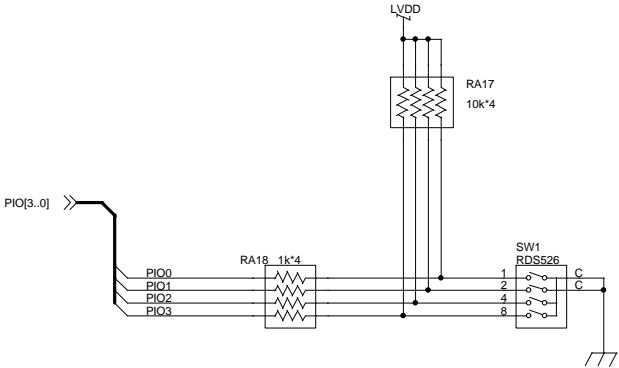 LVDD
RA17
10k*4
PIO[3..0]
SW1
RA18 1k*4
RDS526
PIO0 1 C
PIO1 2 C
PIO2 4
PIO3 8